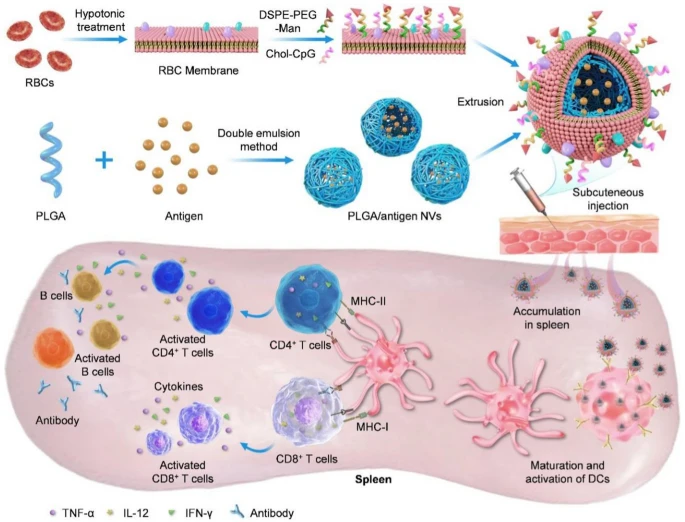 Hypotonic
treatment
RBCs
RBC Membrane
DSPE-PEG
-Man
Chol-CpG
Extrusion
PLGA
+
Antigen
Double emulsion
method
PLGA/antigen NVs
Subcuteneous
injection
Accumulation
in spleen
B cells
Activated
B cells
Antibody
Activated
CD4⁺ T cells
CD4⁺ T cells
MHC-II
Cytokines
Activated
CD8⁺ T cells
CD8⁺ T cells
MHC-I
Maturation and
activation of DCs
Spleen
TNF-α IL-12 IFN-γ Antibody